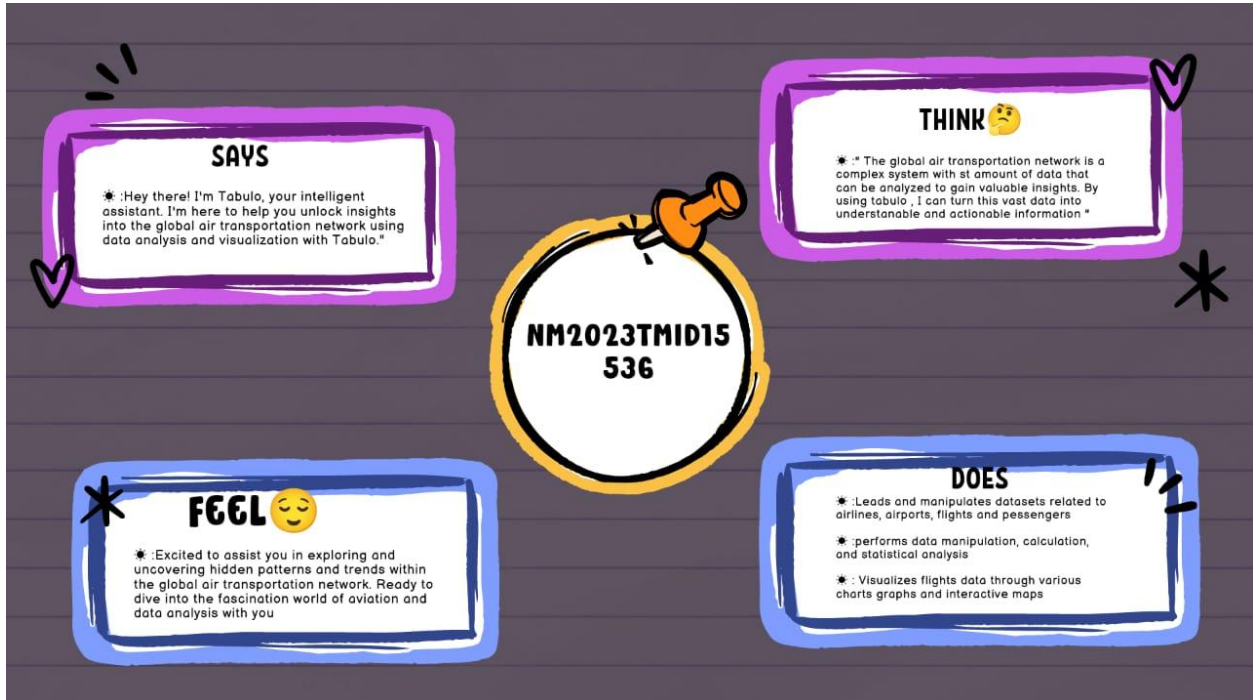 SAYS
☀ :Hey there! I'm Tabulo, your intelligent
assistant. I'm here to help you unlock insights
into the global air transportation network using
data analysis and visualization with Tabulo."
THINK🤔
☀ :" The global air transportation network is a
complex system with st amount of data that
can be analyzed to gain valuable insights. By
using tabulo , I can turn this vast data into
understanable and actionable information "
NM2023TMID15
536
FEEL😌
☀ :Excited to assist you in exploring and
uncovering hidden patterns and trends within
the global air transportation network. Ready to
dive into the fascination world of aviation and
data analysis with you
DOES
☀ :Leads and manipulates datasets related to
airlines, airports, flights and pessengers
☀ :performs data manipulation, calculation,
and statistical analysis
☀ : Visualizes flights data through various
charts graphs and interactive maps